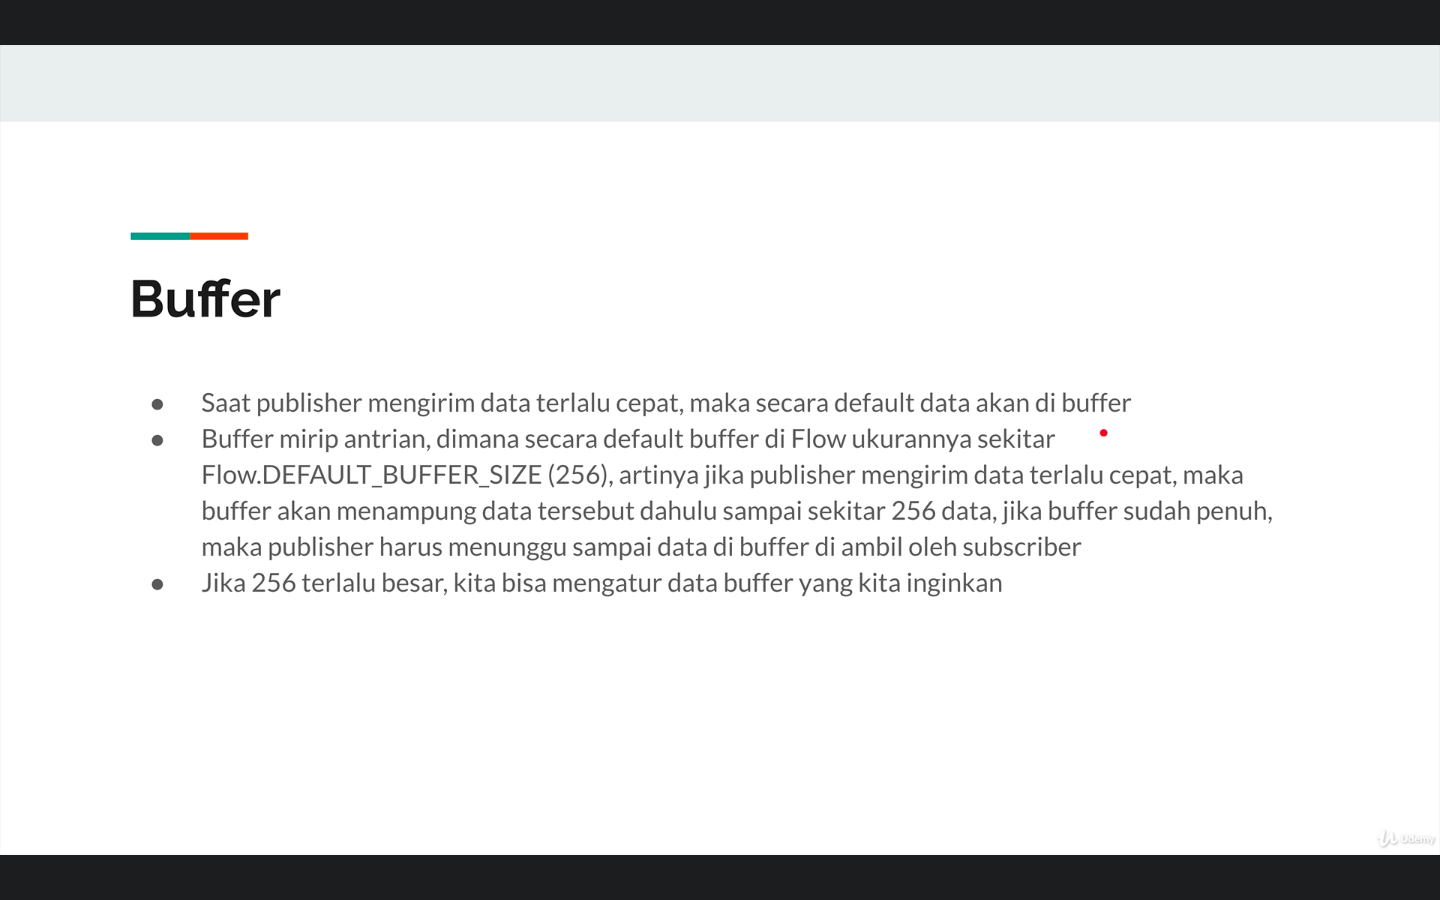 Buffer
● Saat publisher mengirim data terlalu cepat, maka secara default data akan di buffer
● Buffer mirip antrian, dimana secara default buffer di Flow ukurannya sekitar
Flow.DEFAULT_BUFFER_SIZE (256), artinya jika publisher mengirim data terlalu cepat, maka
buffer akan menampung data tersebut dahulu sampai sekitar 256 data, jika buffer sudah penuh,
maka publisher harus menunggu sampai data di buffer di ambil oleh subscriber
● Jika 256 terlalu besar, kita bisa mengatur data buffer yang kita inginkan
Udemy